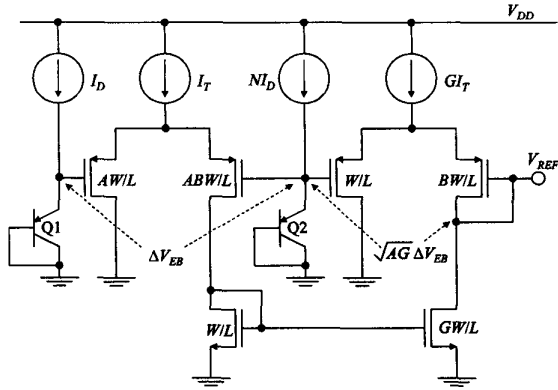 V_DD
I_D
I_T
NI_D
GI_T
AW/L
ABW/L
W/L
BW/L
V_REF
Q1
ΔV_EB
Q2
√AG ΔV_EB
W/L
GW/L